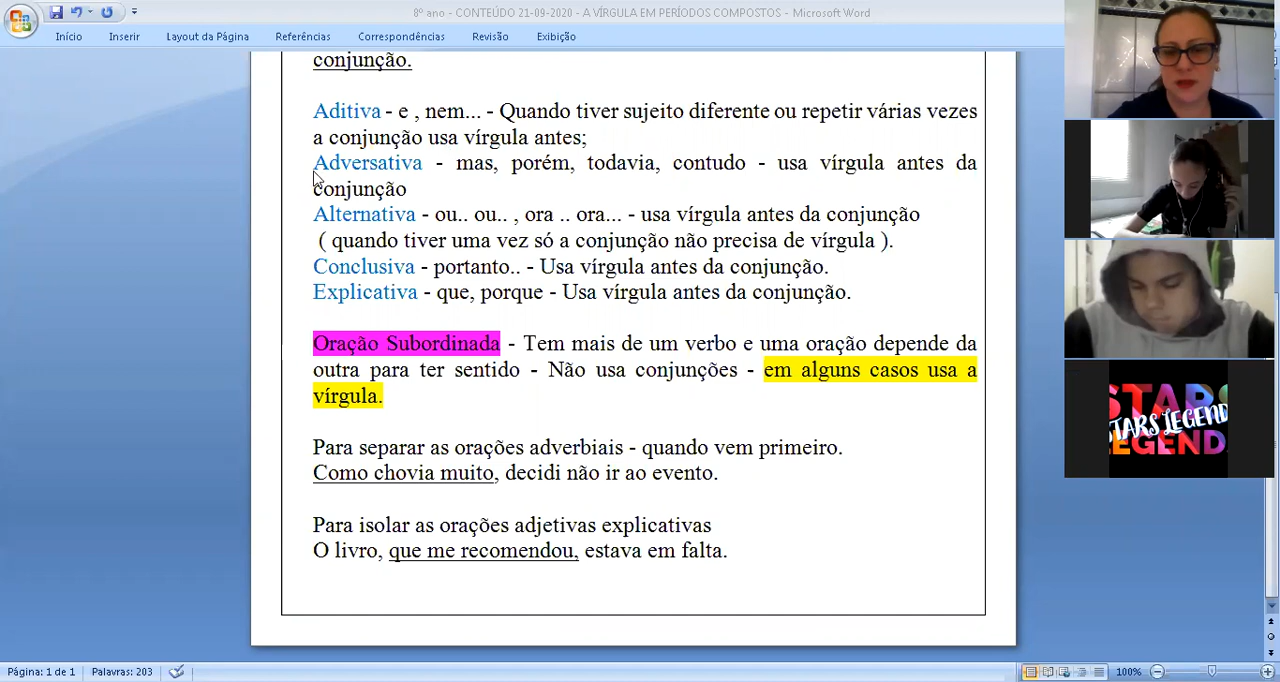 8º ano - CONTEÚDO 21-09-2020 - A VÍRGULA EM PERÍODOS COMPOSTOS - Microsoft Word
Início Inserir Layout da Página Referências Correspondências Revisão Exibição
conjunção.
Aditiva - e , nem... - Quando tiver sujeito diferente ou repetir várias vezes
a conjunção usa vírgula antes;
Adversativa - mas, porém, todavia, contudo - usa vírgula antes da
conjunção
Alternativa - ou.. ou.. , ora .. ora... - usa vírgula antes da conjunção
( quando tiver uma vez só a conjunção não precisa de vírgula ).
Conclusiva - portanto.. - Usa vírgula antes da conjunção.
Explicativa - que, porque - Usa vírgula antes da conjunção.
Oração Subordinada - Tem mais de um verbo e uma oração depende da
outra para ter sentido - Não usa conjunções - em alguns casos usa a
vírgula.
Para separar as orações adverbiais - quando vem primeiro.
Como chovia muito, decidi não ir ao evento.
Para isolar as orações adjetivas explicativas
O livro, que me recomendou, estava em falta.
STARS
STARS LEGEND
LEGEND
Página: 1 de 1 Palavras: 203 100%